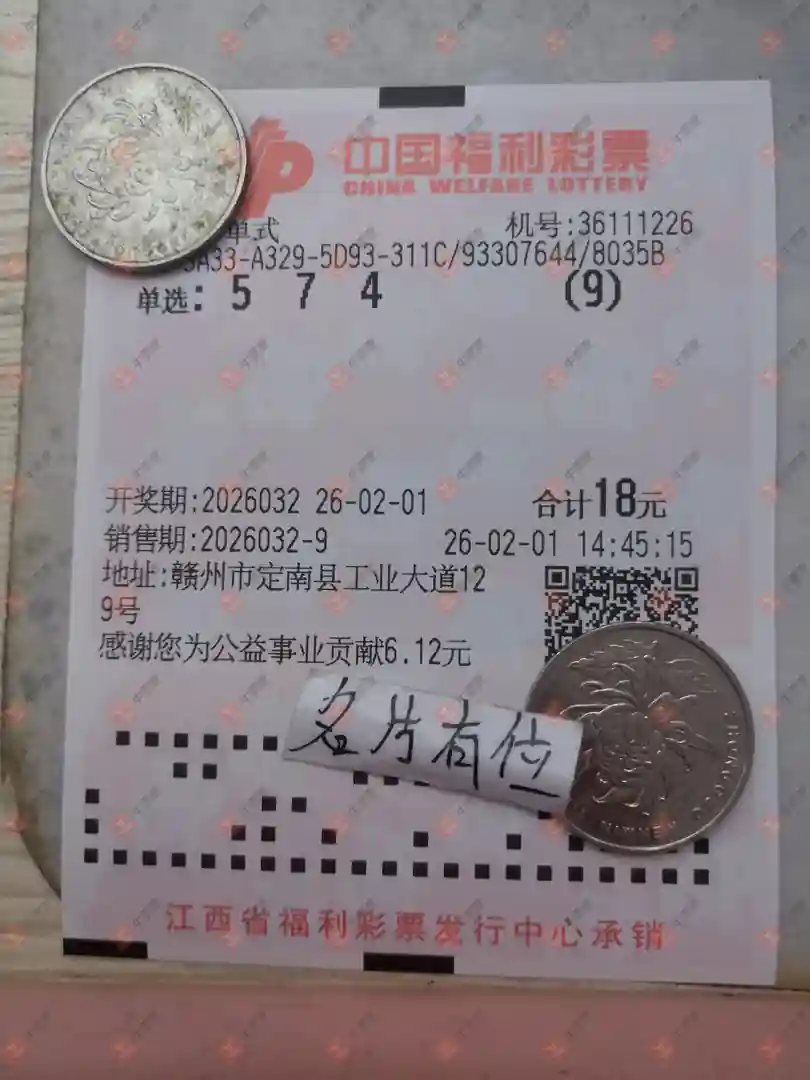 中国福利彩票
CHINA WELFARE LOTTERY
单式 机号:36111226
A33-A329-5D93-311C/93307644/8035B
单选: 5 7 4 (9)
开奖期:2026032 26-02-01 合计18元
销售期:2026032-9 26-02-01 14:45:15
地址:赣州市定南县工业大道12
9号
感谢您为公益事业贡献6.12元
名片有位
江西省福利彩票发行中心承销